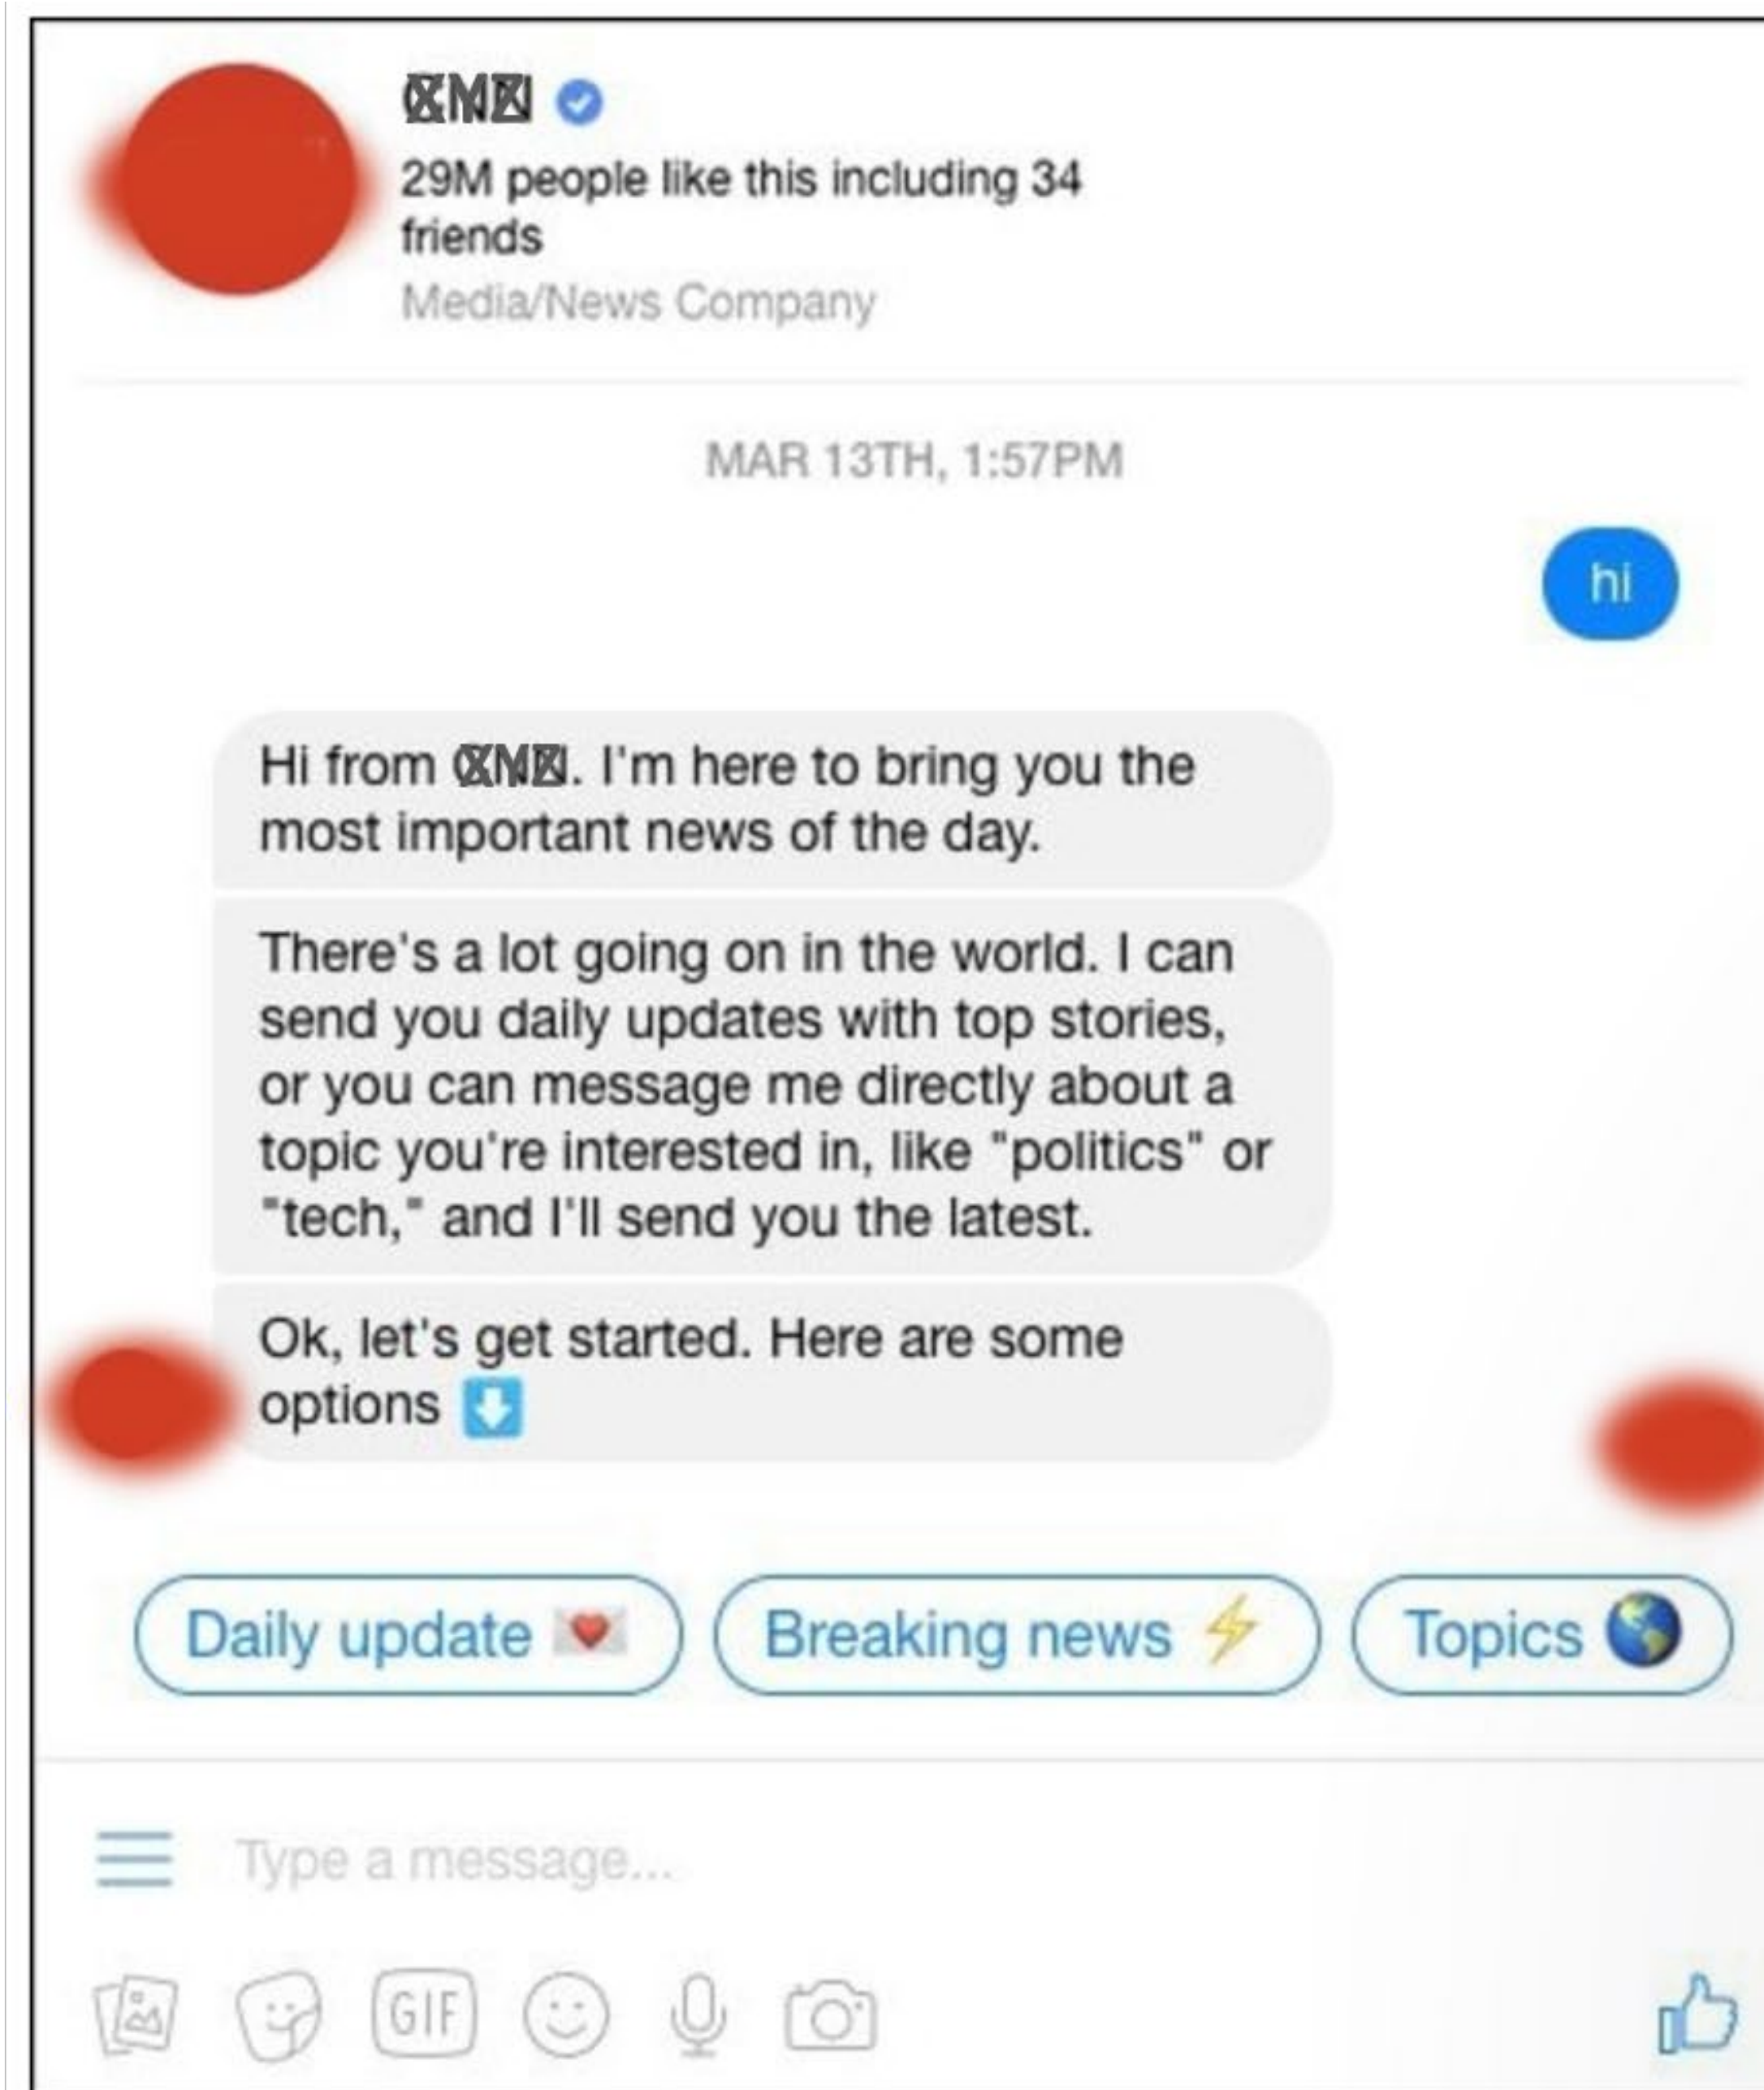 29M people like this including 34
friends
Media/News Company
MAR 13TH, 1:57PM
hi
Hi from . I'm here to bring you the
most important news of the day.
There's a lot going on in the world. I can
send you daily updates with top stories,
or you can message me directly about a
topic you're interested in, like "politics" or
"tech," and I'll send you the latest.
Ok, let's get started. Here are some
options ⬇️
Daily update 💌
Breaking news ⚡
Topics 🌎
Type a message...
GIF